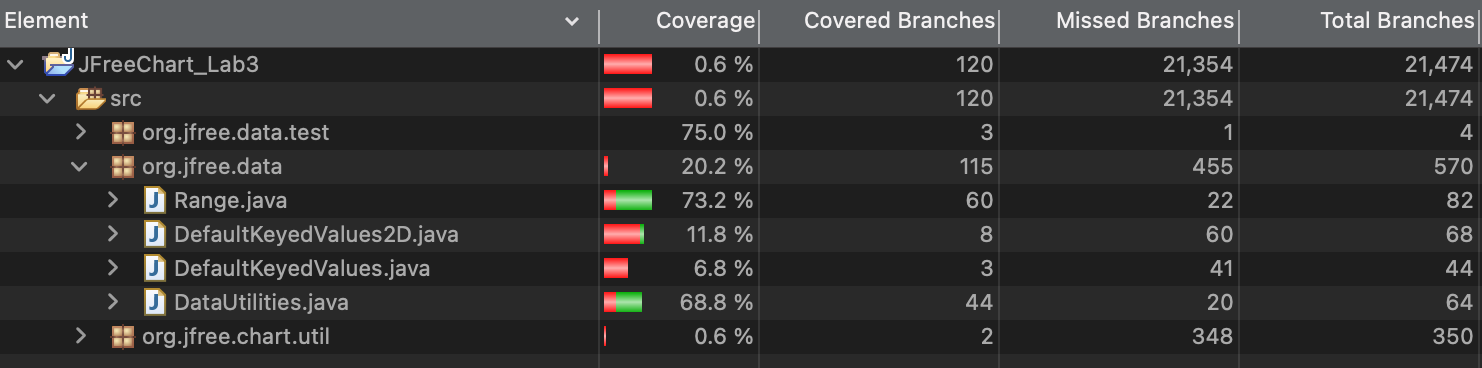 Element Coverage Covered Branches Missed Branches Total Branches
JFreeChart_Lab3 0.6 % 120 21,354 21,474
src 0.6 % 120 21,354 21,474
org.jfree.data.test 75.0 % 3 1 4
org.jfree.data 20.2 % 115 455 570
Range.java 73.2 % 60 22 82
DefaultKeyedValues2D.java 11.8 % 8 60 68
DefaultKeyedValues.java 6.8 % 3 41 44
DataUtilities.java 68.8 % 44 20 64
org.jfree.chart.util 0.6 % 2 348 350